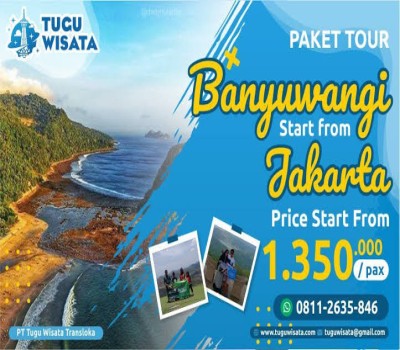 TUGU
WISATA
PAKET TOUR
Banyuwangi
Start from
Jakarta
Price Start From
1.350.000
/ pax
0811-2635-846
PT Tugu Wisata Transloka
www.tuguwisata.com tuguwisata@gmail.com